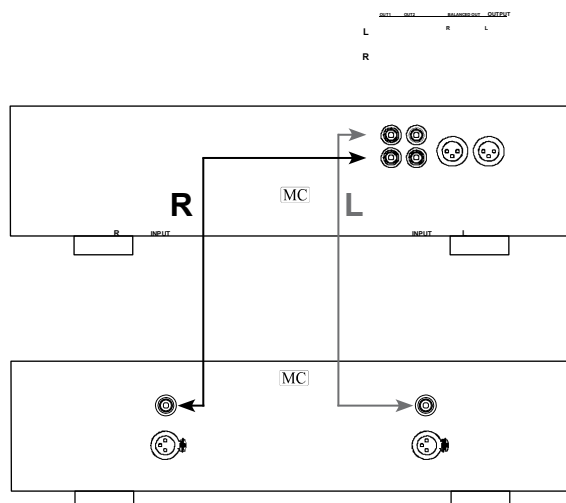 OUT1 OUT2 BALANCED OUT OUTPUT
L R L
R
R MC L
R INPUT INPUT L
MC